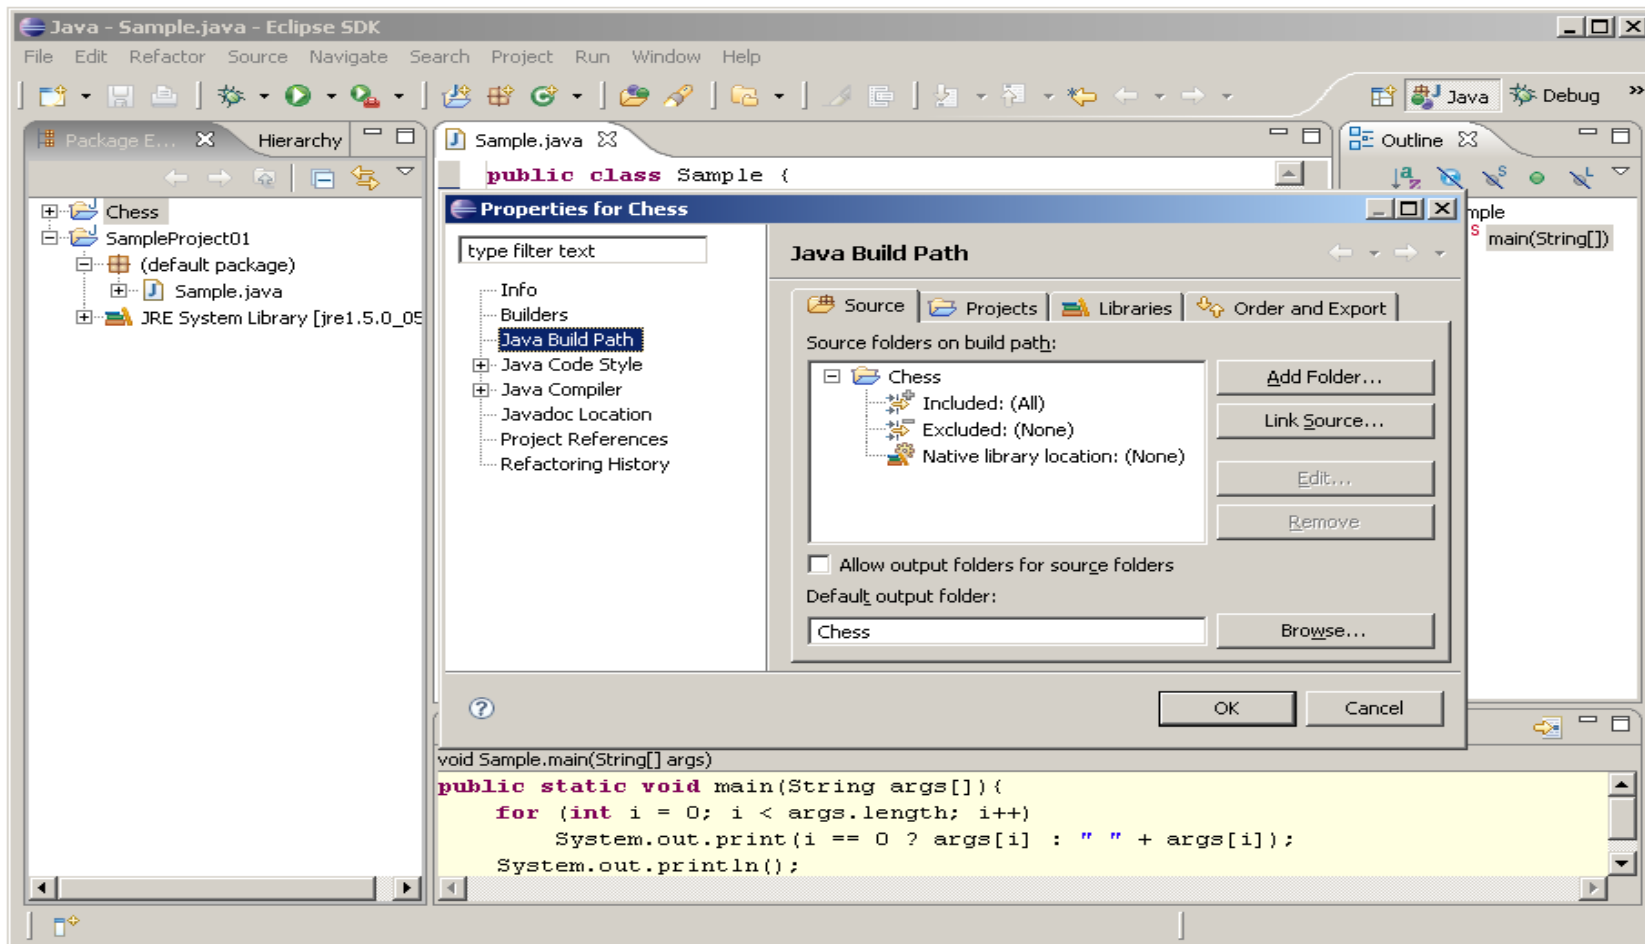 Java - Sample.java - Eclipse SDK
File Edit Refactor Source Navigate Search Project Run Window Help
Java Debug »
Package E... Hierarchy
Sample.java
Outline
public class Sample {
Chess
SampleProject01
(default package)
Sample.java
JRE System Library [jre1.5.0_05
Properties for Chess
type filter text
Info
Builders
Java Build Path
Java Code Style
Java Compiler
Javadoc Location
Project References
Refactoring History
Java Build Path
Source Projects Libraries Order and Export
Source folders on build path:
Chess
Included: (All)
Excluded: (None)
Native library location: (None)
Add Folder...
Link Source...
Edit...
Remove
Allow output folders for source folders
Default output folder:
Chess
Browse...
OK Cancel
mple
main(String[])
void Sample.main(String[] args)
public static void main(String args[]){
for (int i = 0; i < args.length; i++)
System.out.print(i == 0 ? args[i] : " " + args[i]);
System.out.println();